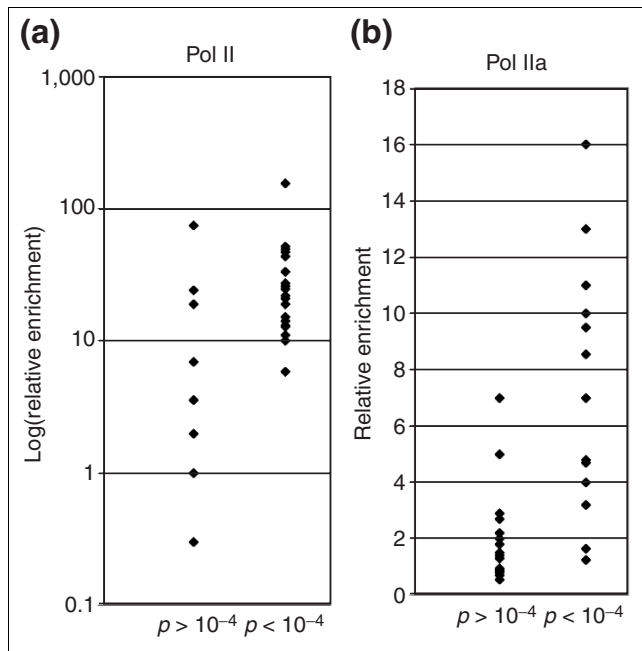 (a)
Pol II
Log(relative enrichment)
1,000
100
10
1
0.1
p > 10⁻⁴ p < 10⁻⁴
(b)
Pol IIa
Relative enrichment
18
16
14
12
10
8
6
4
2
0
p > 10⁻⁴ p < 10⁻⁴